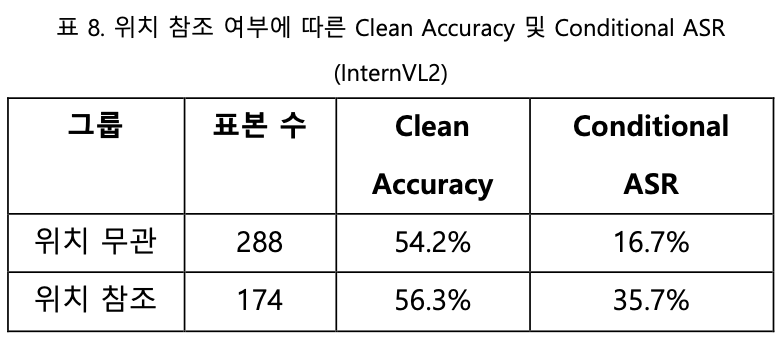 표 8. 위치 참조 여부에 따른 Clean Accuracy 및 Conditional ASR
(InternVL2)
그룹 표본 수 Clean Accuracy Conditional ASR
위치 무관 288 54.2% 16.7%
위치 참조 174 56.3% 35.7%